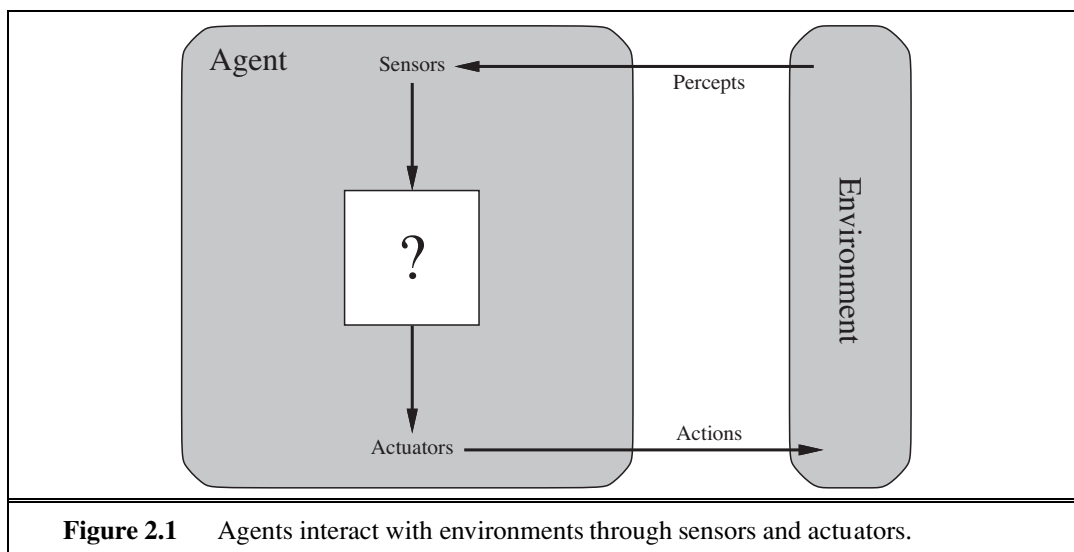 Agent
Sensors
Percepts
?
Environment
Actuators
Actions
Figure 2.1 Agents interact with environments through sensors and actuators.